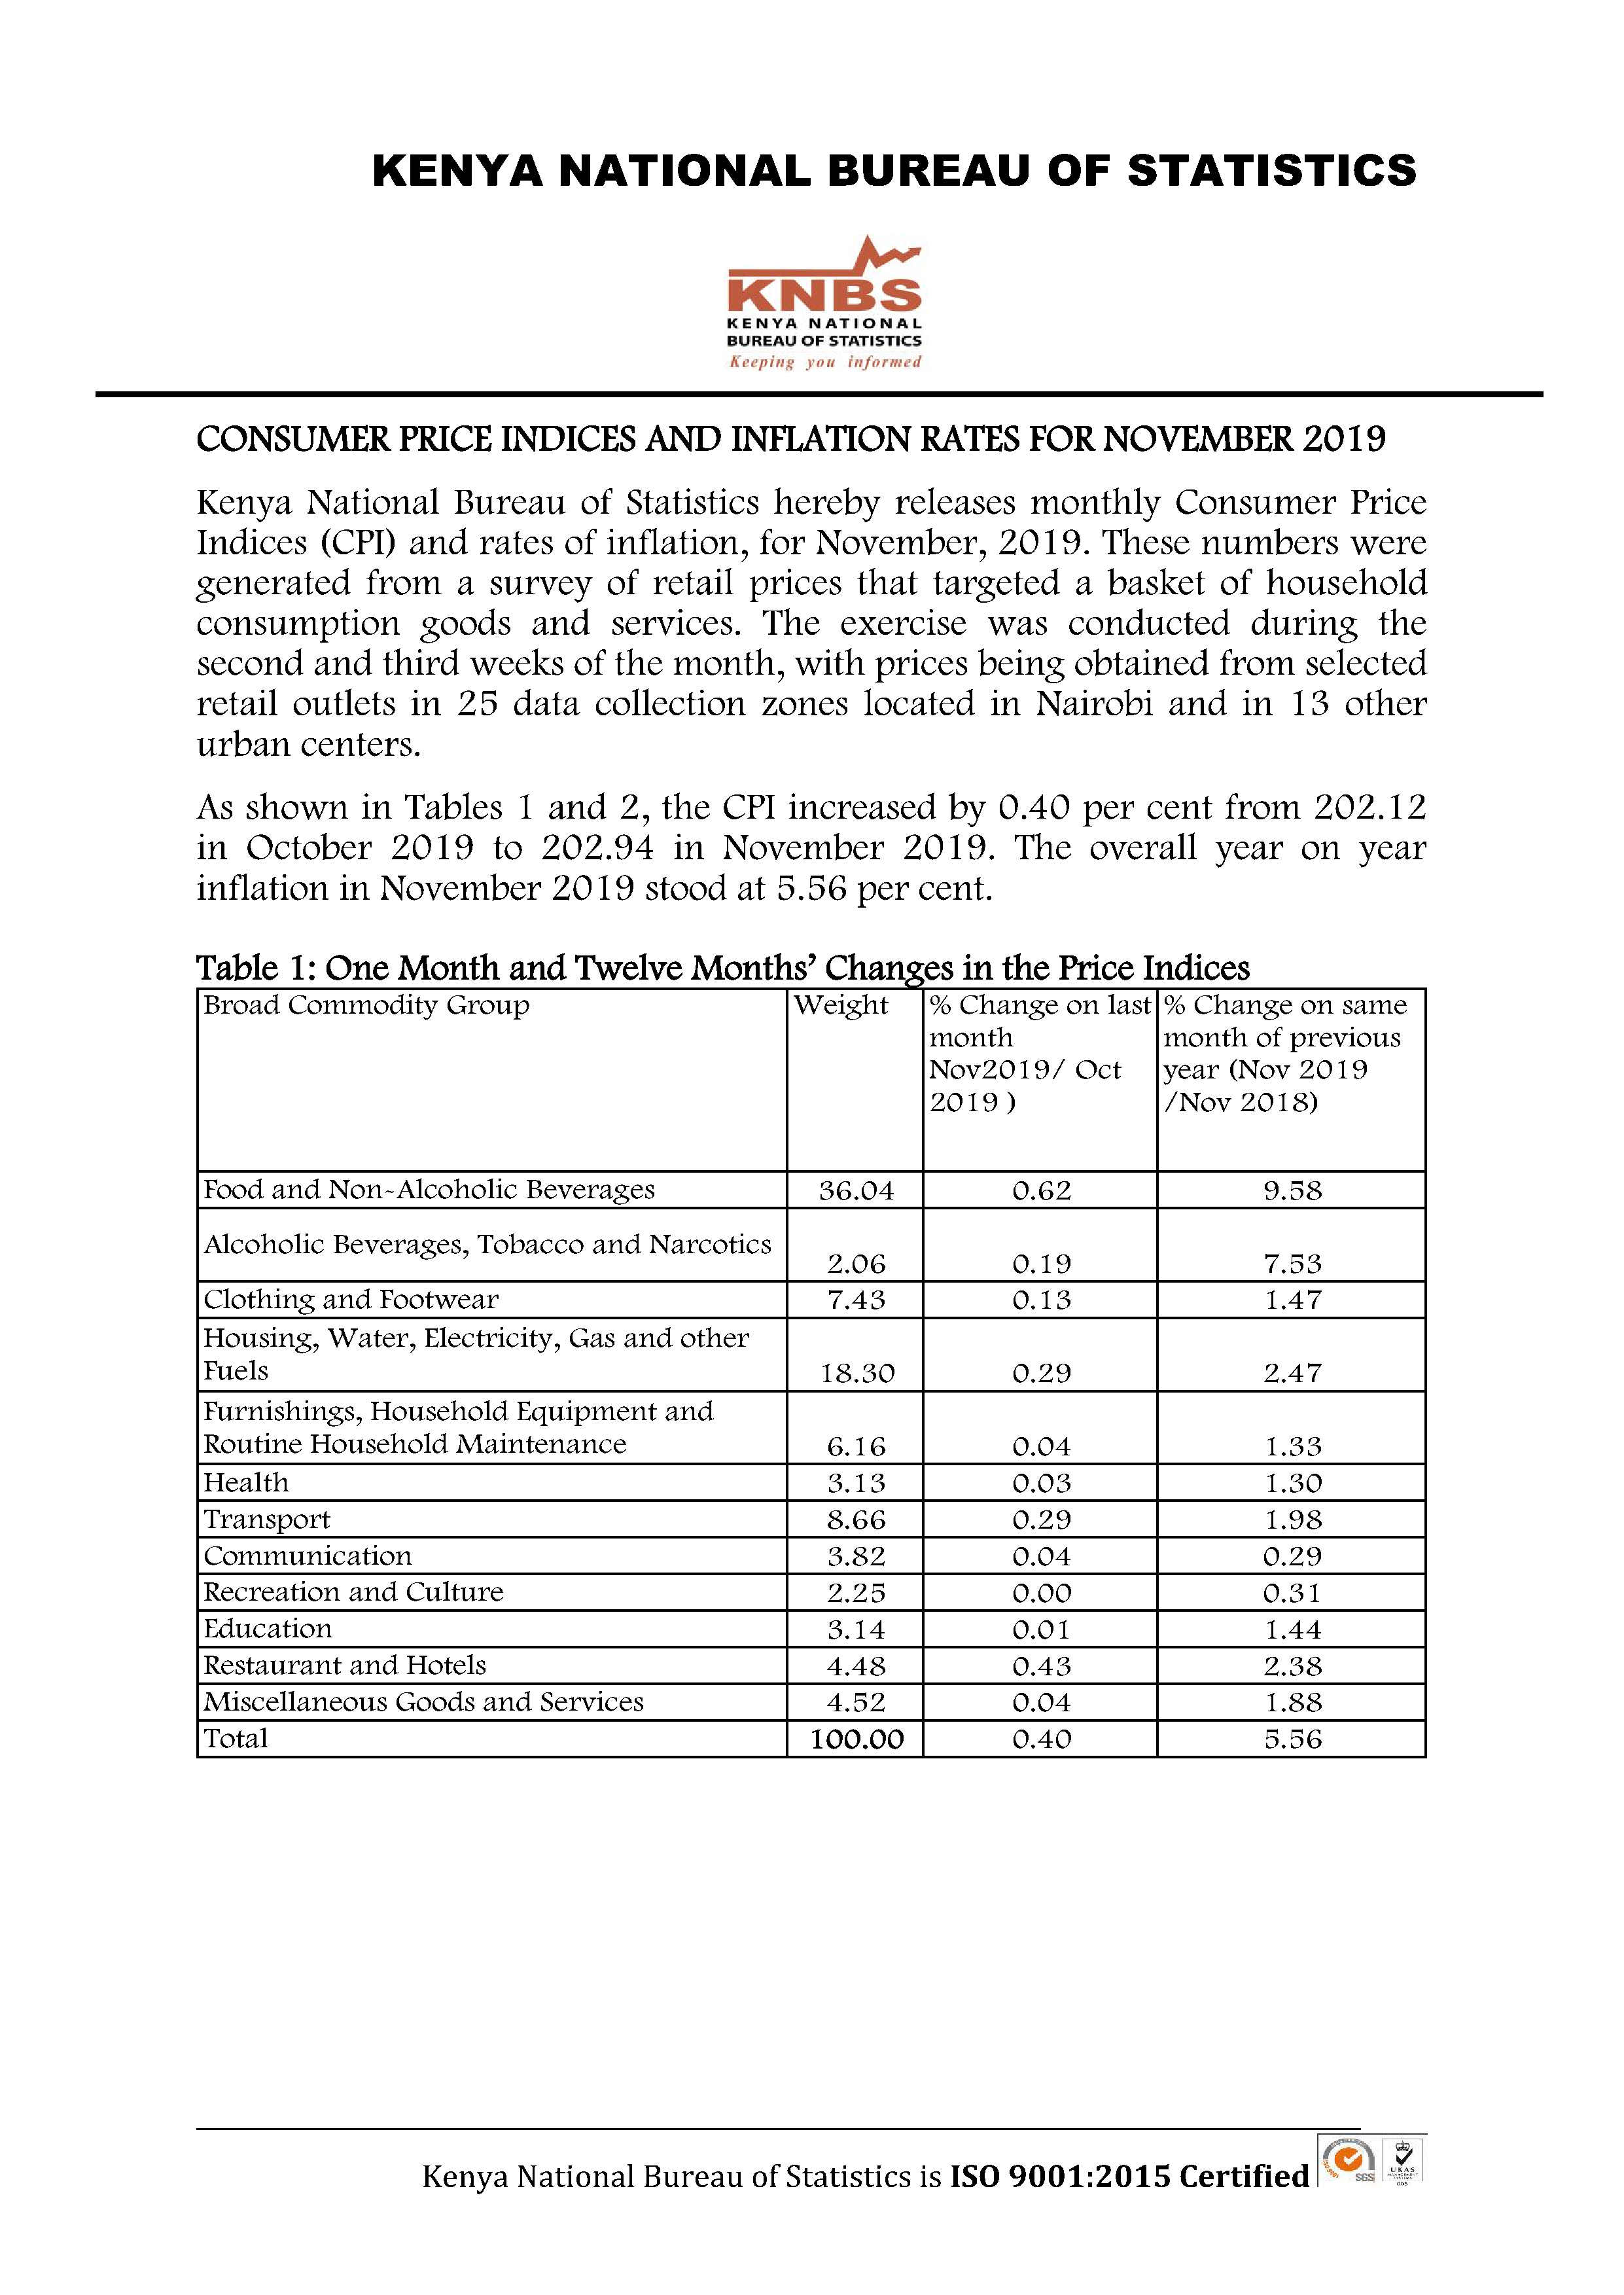 KENYA NATIONAL BUREAU OF STATISTICS
KNBS
KENYA NATIONAL
BUREAU OF STATISTICS
Keeping you informed
CONSUMER PRICE INDICES AND INFLATION RATES FOR NOVEMBER 2019
Kenya National Bureau of Statistics hereby releases monthly Consumer Price
Indices (CPI) and rates of inflation, for November, 2019. These numbers were
generated from a survey of retail prices that targeted a basket of household
consumption goods and services. The exercise was conducted during the
second and third weeks of the month, with prices being obtained from selected
retail outlets in 25 data collection zones located in Nairobi and in 13 other
urban centers.
As shown in Tables 1 and 2, the CPI increased by 0.40 per cent from 202.12
in October 2019 to 202.94 in November 2019. The overall year on year
inflation in November 2019 stood at 5.56 per cent.
Table 1: One Month and Twelve Months’ Changes in the Price Indices
Broad Commodity Group Weight % Change on last % Change on same
month month of previous
Nov2019/ Oct year (Nov 2019
2019 ) /Nov 2018)
Food and Non-Alcoholic Beverages 36.04 0.62 9.58
Alcoholic Beverages, Tobacco and Narcotics 2.06 0.19 7.53
Clothing and Footwear 7.43 0.13 1.47
Housing, Water, Electricity, Gas and other
Fuels 18.30 0.29 2.47
Furnishings, Household Equipment and
Routine Household Maintenance 6.16 0.04 1.33
Health 3.13 0.03 1.30
Transport 8.66 0.29 1.98
Communication 3.82 0.04 0.29
Recreation and Culture 2.25 0.00 0.31
Education 3.14 0.01 1.44
Restaurant and Hotels 4.48 0.43 2.38
Miscellaneous Goods and Services 4.52 0.04 1.88
Total 100.00 0.40 5.56
Kenya National Bureau of Statistics is ISO 9001:2015 Certified
SGS
UKAS